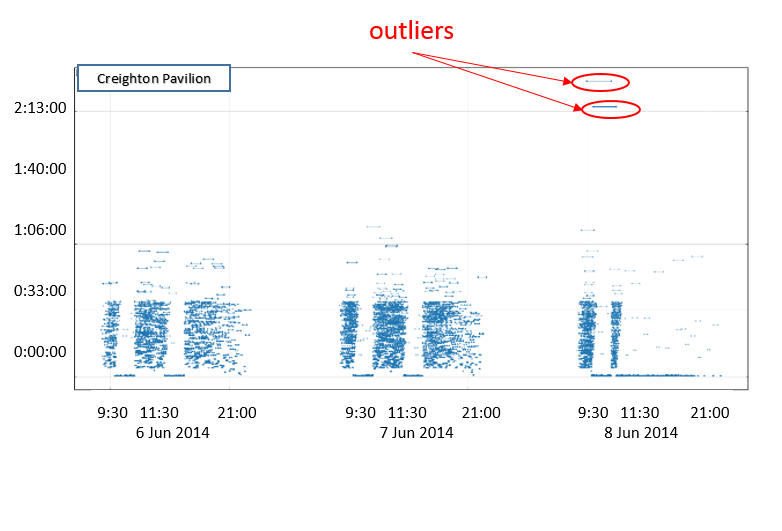 outliers
Creighton Pavilion
2:13:00
1:40:00
1:06:00
0:33:00
0:00:00
9:30 11:30 21:00 9:30 11:30 21:00 9:30 11:30 21:00
6 Jun 2014 7 Jun 2014 8 Jun 2014